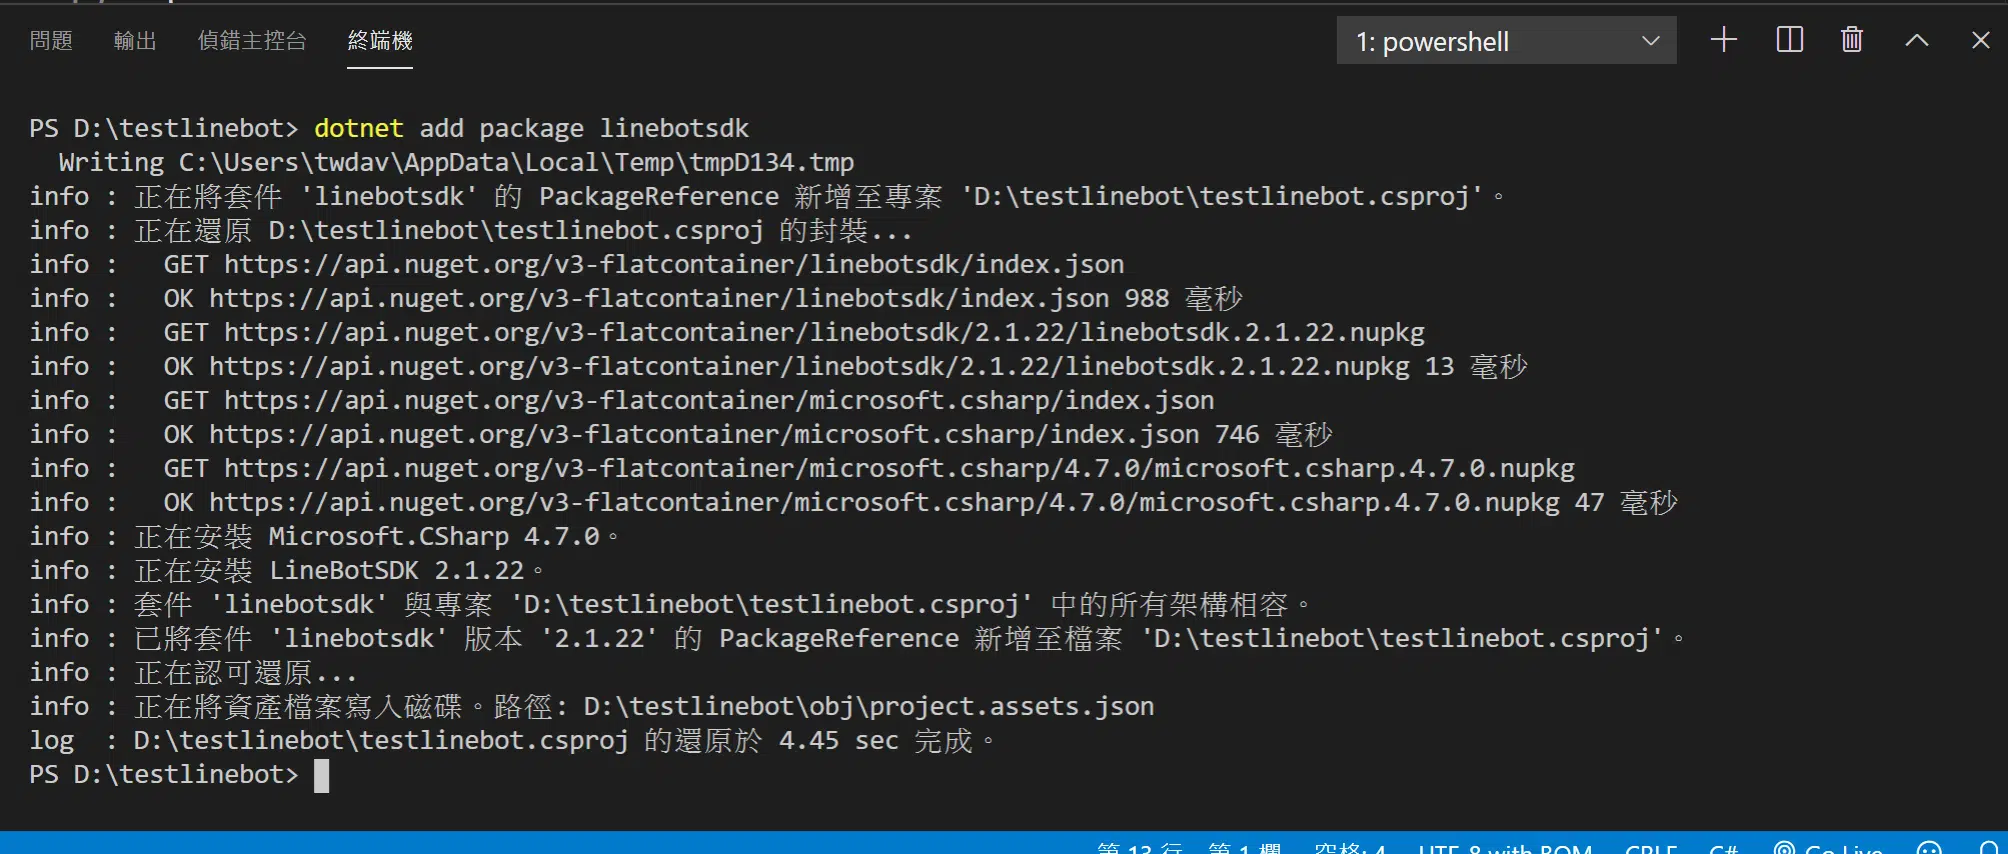 問題 輸出 偵錯主控台 終端機 1: powershell
PS D:\testlinebot> dotnet add package linebotsdk
  Writing C:\Users\twdav\AppData\Local\Temp\tmpD134.tmp
info : 正在將套件 'linebotsdk' 的 PackageReference 新增至專案 'D:\testlinebot\testlinebot.csproj'。
info : 正在還原 D:\testlinebot\testlinebot.csproj 的封裝...
info :   GET https://api.nuget.org/v3-flatcontainer/linebotsdk/index.json
info :   OK https://api.nuget.org/v3-flatcontainer/linebotsdk/index.json 988 毫秒
info :   GET https://api.nuget.org/v3-flatcontainer/linebotsdk/2.1.22/linebotsdk.2.1.22.nupkg
info :   OK https://api.nuget.org/v3-flatcontainer/linebotsdk/2.1.22/linebotsdk.2.1.22.nupkg 13 毫秒
info :   GET https://api.nuget.org/v3-flatcontainer/microsoft.csharp/index.json
info :   OK https://api.nuget.org/v3-flatcontainer/microsoft.csharp/index.json 746 毫秒
info :   GET https://api.nuget.org/v3-flatcontainer/microsoft.csharp/4.7.0/microsoft.csharp.4.7.0.nupkg
info :   OK https://api.nuget.org/v3-flatcontainer/microsoft.csharp/4.7.0/microsoft.csharp.4.7.0.nupkg 47 毫秒
info : 正在安裝 Microsoft.CSharp 4.7.0。
info : 正在安裝 LineBotSDK 2.1.22。
info : 套件 'linebotsdk' 與專案 'D:\testlinebot\testlinebot.csproj' 中的所有架構相容。
info : 已將套件 'linebotsdk' 版本 '2.1.22' 的 PackageReference 新增至檔案 'D:\testlinebot\testlinebot.csproj'。
info : 正在認可還原...
info : 正在將資產檔案寫入磁碟。路徑: D:\testlinebot\obj\project.assets.json
log  : D:\testlinebot\testlinebot.csproj 的還原於 4.45 sec 完成。
PS D:\testlinebot>
第 13 行，第 1 欄 空格: 4 UTF-8 with BOM CRLF C# Go Live